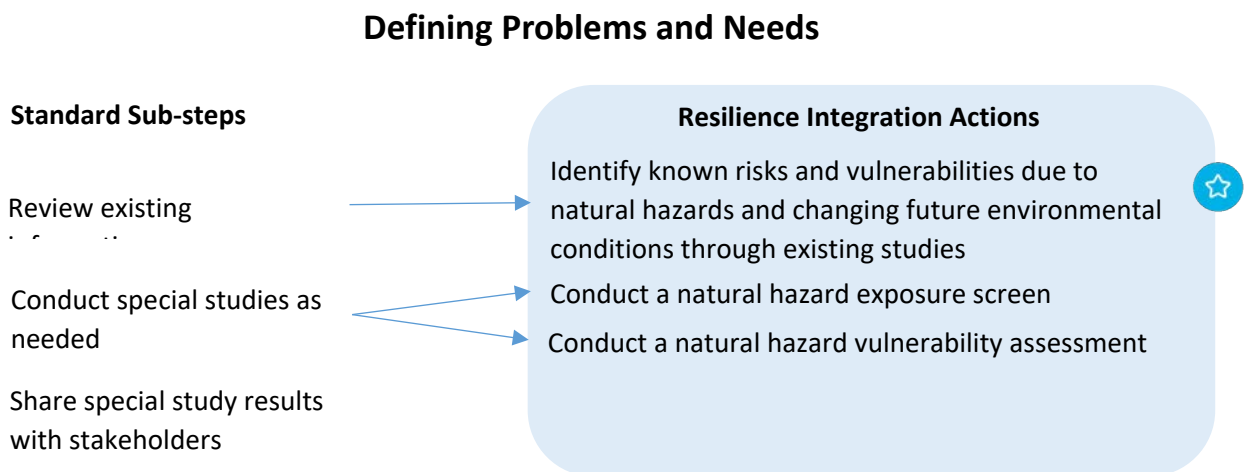 Defining Problems and Needs
Standard Sub-steps
Resilience Integration Actions
Review existing
Identify known risks and vulnerabilities due to
natural hazards and changing future environmental
conditions through existing studies
Conduct special studies as
needed
Conduct a natural hazard exposure screen
Conduct a natural hazard vulnerability assessment
Share special study results
with stakeholders